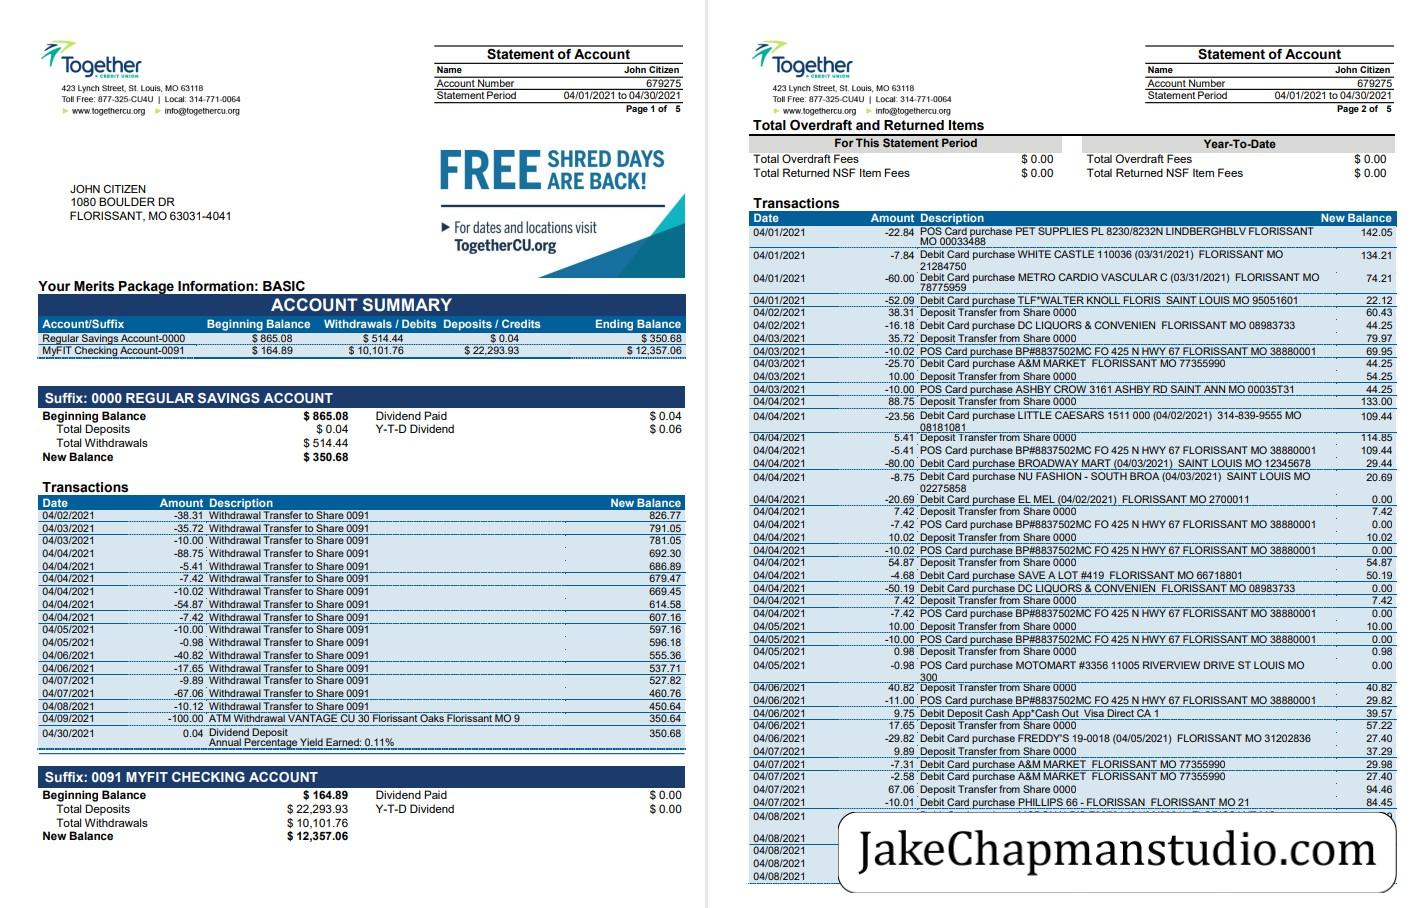 Together
CREDIT UNION
423 Lynch Street, St. Louis, MO 63118
Toll Free: 877-325-CU4U | Local: 314-771-0064
www.togethercu.org info@togethercu.org
Statement of Account
Name John Citizen
Account Number 679275
Statement Period 04/01/2021 to 04/30/2021
Page 1 of 5
JOHN CITIZEN
1080 BOULDER DR
FLORISSANT, MO 63031-4041
FREE SHRED DAYS
ARE BACK!
For dates and locations visit
TogetherCU.org
Your Merits Package Information: BASIC
ACCOUNT SUMMARY
Account/Suffix Beginning Balance Withdrawals / Debits Deposits / Credits Ending Balance
Regular Savings Account-0000 $ 865.08 $ 514.44 $ 0.04 $ 350.68
MyFIT Checking Account-0091 $ 164.89 $ 10,101.76 $ 22,293.93 $ 12,357.06
Suffix: 0000 REGULAR SAVINGS ACCOUNT
Beginning Balance $ 865.08 Dividend Paid $ 0.04
Total Deposits $ 0.04 Y-T-D Dividend $ 0.06
Total Withdrawals $ 514.44
New Balance $ 350.68
Transactions
Date Amount Description New Balance
04/02/2021 -38.31 Withdrawal Transfer to Share 0091 826.77
04/03/2021 -35.72 Withdrawal Transfer to Share 0091 791.05
04/03/2021 -10.00 Withdrawal Transfer to Share 0091 781.05
04/04/2021 -88.75 Withdrawal Transfer to Share 0091 692.30
04/04/2021 -5.41 Withdrawal Transfer to Share 0091 686.89
04/04/2021 -7.42 Withdrawal Transfer to Share 0091 679.47
04/04/2021 -10.02 Withdrawal Transfer to Share 0091 669.45
04/04/2021 -54.87 Withdrawal Transfer to Share 0091 614.58
04/04/2021 -7.42 Withdrawal Transfer to Share 0091 607.16
04/05/2021 -10.00 Withdrawal Transfer to Share 0091 597.16
04/05/2021 -0.98 Withdrawal Transfer to Share 0091 596.18
04/06/2021 -40.82 Withdrawal Transfer to Share 0091 555.36
04/06/2021 -17.65 Withdrawal Transfer to Share 0091 537.71
04/07/2021 -9.89 Withdrawal Transfer to Share 0091 527.82
04/07/2021 -67.06 Withdrawal Transfer to Share 0091 460.76
04/08/2021 -10.12 Withdrawal Transfer to Share 0091 450.64
04/09/2021 -100.00 ATM Withdrawal VANTAGE CU 30 Florissant Oaks Florissant MO 9 350.64
04/30/2021 0.04 Dividend Deposit 350.68
Annual Percentage Yield Earned: 0.11%
Suffix: 0091 MYFIT CHECKING ACCOUNT
Beginning Balance $ 164.89 Dividend Paid $ 0.00
Total Deposits $ 22,293.93 Y-T-D Dividend $ 0.00
Total Withdrawals $ 10,101.76
New Balance $ 12,357.06
Together
CREDIT UNION
423 Lynch Street, St. Louis, MO 63118
Toll Free: 877-325-CU4U | Local: 314-771-0064
www.togethercu.org info@togethercu.org
Statement of Account
Name John Citizen
Account Number 679275
Statement Period 04/01/2021 to 04/30/2021
Page 2 of 5
Total Overdraft and Returned Items
For This Statement Period Year-To-Date
Total Overdraft Fees $ 0.00 Total Overdraft Fees $ 0.00
Total Returned NSF Item Fees $ 0.00 Total Returned NSF Item Fees $ 0.00
Transactions
Date Amount Description New Balance
04/01/2021 -22.84 POS Card purchase PET SUPPLIES PL 8230/8232N LINDBERGHBLV FLORISSANT 142.05
MO 00033488
04/01/2021 -7.84 Debit Card purchase WHITE CASTLE 110036 (03/31/2021) FLORISSANT MO 134.21
21284750
04/01/2021 -60.00 Debit Card purchase METRO CARDIO VASCULAR C (03/31/2021) FLORISSANT MO 74.21
78775959
04/01/2021 -52.09 Debit Card purchase TLF*WALTER KNOLL FLORIS SAINT LOUIS MO 95051601 22.12
04/02/2021 38.31 Deposit Transfer from Share 0000 60.43
04/02/2021 -16.18 Debit Card purchase DC LIQUORS & CONVENIEN FLORISSANT MO 08983733 44.25
04/03/2021 35.72 Deposit Transfer from Share 0000 79.97
04/03/2021 -10.02 POS Card purchase BP#8837502MC FO 425 N HWY 67 FLORISSANT MO 38880001 69.95
04/03/2021 -25.70 Debit Card purchase A&M MARKET FLORISSANT MO 77355990 44.25
04/03/2021 10.00 Deposit Transfer from Share 0000 54.25
04/03/2021 -10.00 POS Card purchase ASHBY CROW 3161 ASHBY RD SAINT ANN MO 00035T31 44.25
04/04/2021 88.75 Deposit Transfer from Share 0000 133.00
04/04/2021 -23.56 Debit Card purchase LITTLE CAESARS 1511 000 (04/02/2021) 314-839-9555 MO 109.44
08181081
04/04/2021 5.41 Deposit Transfer from Share 0000 114.85
04/04/2021 -5.41 POS Card purchase BP#8837502MC FO 425 N HWY 67 FLORISSANT MO 38880001 109.44
04/04/2021 -80.00 Debit Card purchase BROADWAY MART (04/03/2021) SAINT LOUIS MO 12345678 29.44
04/04/2021 -8.75 Debit Card purchase NU FASHION - SOUTH BROA (04/03/2021) SAINT LOUIS MO 20.69
02275858
04/04/2021 -20.69 Debit Card purchase EL MEL (04/02/2021) FLORISSANT MO 2700011 0.00
04/04/2021 7.42 Deposit Transfer from Share 0000 7.42
04/04/2021 -7.42 POS Card purchase BP#8837502MC FO 425 N HWY 67 FLORISSANT MO 38880001 0.00
04/04/2021 10.02 Deposit Transfer from Share 0000 10.02
04/04/2021 -10.02 POS Card purchase BP#8837502MC FO 425 N HWY 67 FLORISSANT MO 38880001 0.00
04/04/2021 54.87 Deposit Transfer from Share 0000 54.87
04/04/2021 -4.68 Debit Card purchase SAVE A LOT #419 FLORISSANT MO 66718801 50.19
04/04/2021 -50.19 Debit Card purchase DC LIQUORS & CONVENIEN FLORISSANT MO 08983733 0.00
04/04/2021 7.42 Deposit Transfer from Share 0000 7.42
04/04/2021 -7.42 POS Card purchase BP#8837502MC FO 425 N HWY 67 FLORISSANT MO 38880001 0.00
04/05/2021 10.00 Deposit Transfer from Share 0000 10.00
04/05/2021 -10.00 POS Card purchase BP#8837502MC FO 425 N HWY 67 FLORISSANT MO 38880001 0.00
04/05/2021 0.98 Deposit Transfer from Share 0000 0.98
04/05/2021 -0.98 POS Card purchase MOTOMART #3356 11005 RIVERVIEW DRIVE ST LOUIS MO 0.00
300
04/06/2021 40.82 Deposit Transfer from Share 0000 40.82
04/06/2021 -11.00 POS Card purchase BP#8837502MC FO 425 N HWY 67 FLORISSANT MO 38880001 29.82
04/06/2021 9.75 Debit Deposit Cash App*Cash Out Visa Direct CA 1 39.57
04/06/2021 17.65 Deposit Transfer from Share 0000 57.22
04/06/2021 -29.82 Debit Card purchase FREDDY'S 19-0018 (04/05/2021) FLORISSANT MO 31202836 27.40
04/07/2021 9.89 Deposit Transfer from Share 0000 37.29
04/07/2021 -7.31 Debit Card purchase A&M MARKET FLORISSANT MO 77355990 29.98
04/07/2021 -2.58 Debit Card purchase A&M MARKET FLORISSANT MO 77355990 27.40
04/07/2021 67.06 Deposit Transfer from Share 0000 94.46
04/07/2021 -10.01 Debit Card purchase PHILLIPS 66 - FLORISSAN FLORISSANT MO 21 84.45
04/08/2021
04/08/2021
04/08/2021
04/08/2021
04/08/2021
JakeChapmanstudio.com